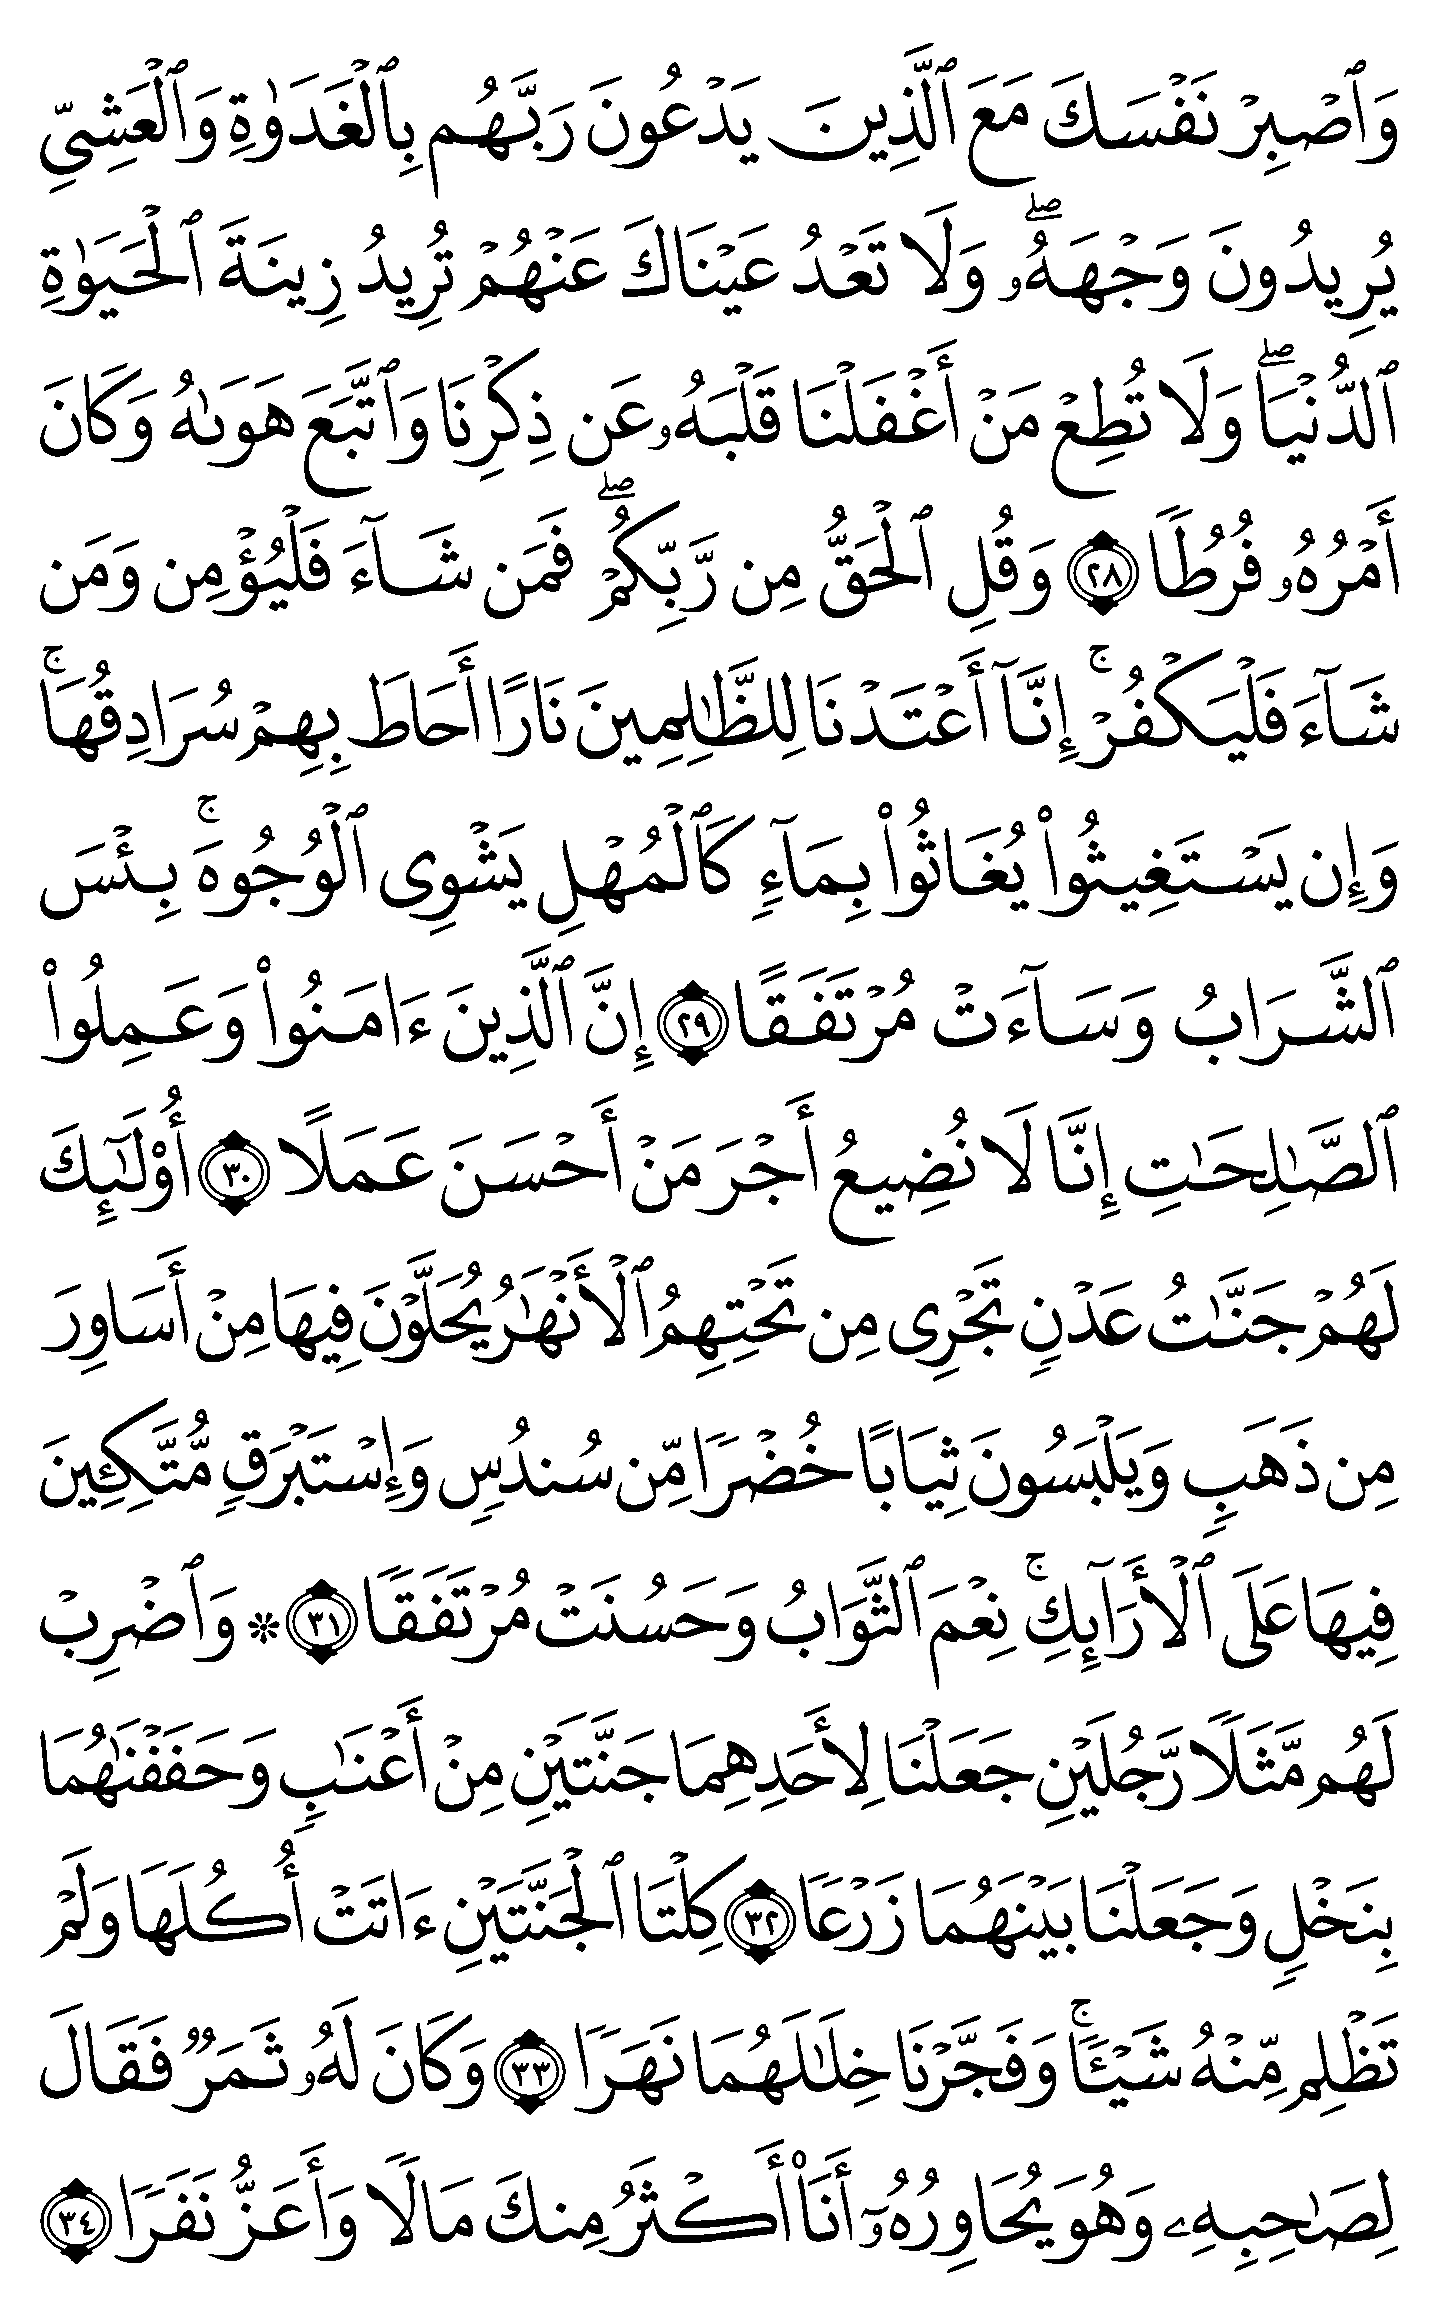 وَٱصۡبِرۡ نَفۡسَكَ مَعَ ٱلَّذِينَ يَدۡعُونَ رَبَّهُم بِٱلۡغَدَوٰةِ وَٱلۡعَشِيِّ
يُرِيدُونَ وَجۡهَهُۥۖ وَلَا تَعۡدُ عَيۡنَاكَ عَنۡهُمۡ تُرِيدُ زِينَةَ ٱلۡحَيَوٰةِ
ٱلدُّنۡيَاۖ وَلَا تُطِعۡ مَنۡ أَغۡفَلۡنَا قَلۡبَهُۥ عَن ذِكۡرِنَا وَٱتَّبَعَ هَوَىٰهُ وَكَانَ
أَمۡرُهُۥ فُرُطٗا ٢٨ وَقُلِ ٱلۡحَقُّ مِن رَّبِّكُمۡۖ فَمَن شَآءَ فَلۡيُؤۡمِن وَمَن
شَآءَ فَلۡيَكۡفُرۡۚ إِنَّآ أَعۡتَدۡنَا لِلظَّٰلِمِينَ نَارًا أَحَاطَ بِهِمۡ سُرَادِقُهَاۚ
وَإِن يَسۡتَغِيثُواْ يُغَاثُواْ بِمَآءٖ كَٱلۡمُهۡلِ يَشۡوِي ٱلۡوُجُوهَۚ بِئۡسَ
ٱلشَّرَابُ وَسَآءَتۡ مُرۡتَفَقًا ٢٩ إِنَّ ٱلَّذِينَ ءَامَنُواْ وَعَمِلُواْ
ٱلصَّٰلِحَٰتِ إِنَّا لَا نُضِيعُ أَجۡرَ مَنۡ أَحۡسَنَ عَمَلًا ٣٠ أُوْلَٰٓئِكَ
لَهُمۡ جَنَّٰتُ عَدۡنٖ تَجۡرِي مِن تَحۡتِهِمُ ٱلۡأَنۡهَٰرُ يُحَلَّوۡنَ فِيهَا مِنۡ أَسَاوِرَ
مِن ذَهَبٖ وَيَلۡبَسُونَ ثِيَابًا خُضۡرٗا مِّن سُندُسٖ وَإِسۡتَبۡرَقٖ مُّتَّكِـِٔينَ
فِيهَا عَلَى ٱلۡأَرَآئِكِۚ نِعۡمَ ٱلثَّوَابُ وَحَسُنَتۡ مُرۡتَفَقٗا ٣١ ۞ وَٱضۡرِبۡ
لَهُم مَّثَلٗا رَّجُلَيۡنِ جَعَلۡنَا لِأَحَدِهِمَا جَنَّتَيۡنِ مِنۡ أَعۡنَٰبٖ وَحَفَفۡنَٰهُمَا
بِنَخۡلٖ وَجَعَلۡنَا بَيۡنَهُمَا زَرۡعٗا ٣٢ كِلۡتَا ٱلۡجَنَّتَيۡنِ ءَاتَتۡ أُكُلَهَا وَلَمۡ
تَظۡلِم مِّنۡهُ شَيۡـٔٗاۚ وَفَجَّرۡنَا خِلَٰلَهُمَا نَهَرٗا ٣٣ وَكَانَ لَهُۥ ثَمَرٞ فَقَالَ
لِصَٰحِبِهِۦ وَهُوَ يُحَاوِرُهُۥٓ أَنَا۠ أَكۡثَرُ مِنكَ مَالٗا وَأَعَزُّ نَفَرٗا ٣٤